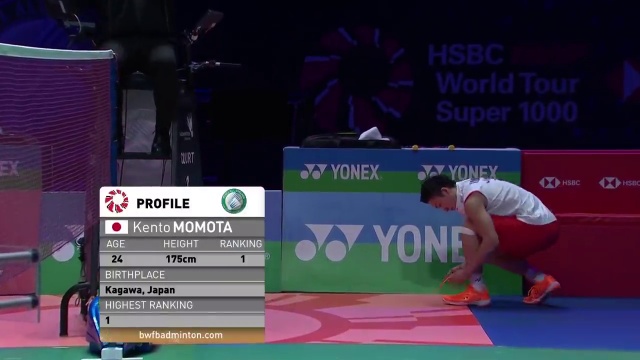 HSBC
World Tour
Super 1000
YONEX
YONEX
YONEX
HSBC
HSBC
PROFILE
Kento MOMOTA
AGE HEIGHT RANKING
24 175cm 1
BIRTHPLACE
Kagawa, Japan
HIGHEST RANKING
1
bwfbadminton.com